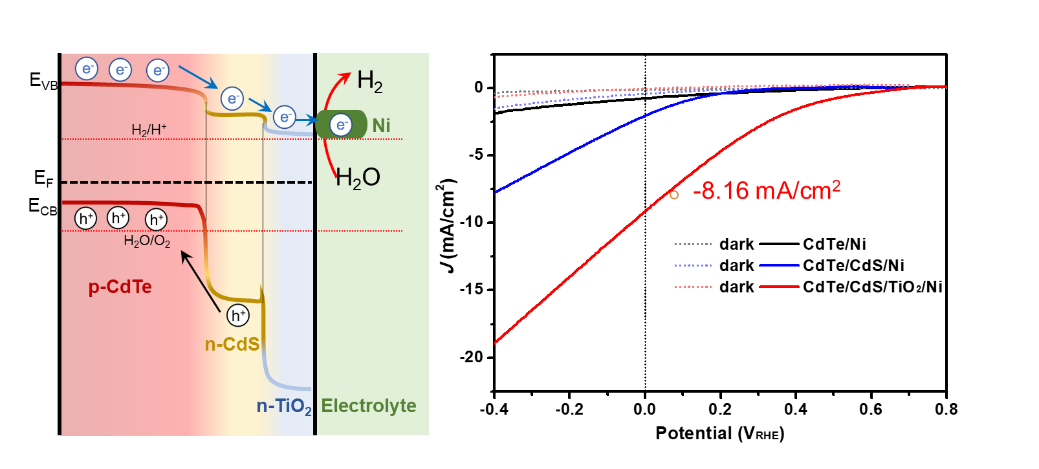 e⁻ e⁻ e⁻
E_VB
e⁻
H₂
e⁻
e⁻
Ni
H₂/H⁺
E_F
H₂O
E_CB
h⁺ h⁺ h⁺
H₂O/O₂
p-CdTe
h⁺
n-CdS
n-TiO₂
Electrolyte
J (mA/cm²)
0
-5
-10
-15
-20
-8.16 mA/cm²
dark CdTe/Ni
dark CdTe/CdS/Ni
dark CdTe/CdS/TiO₂/Ni
-0.4 -0.2 0.0 0.2 0.4 0.6 0.8
Potential (V_RHE)